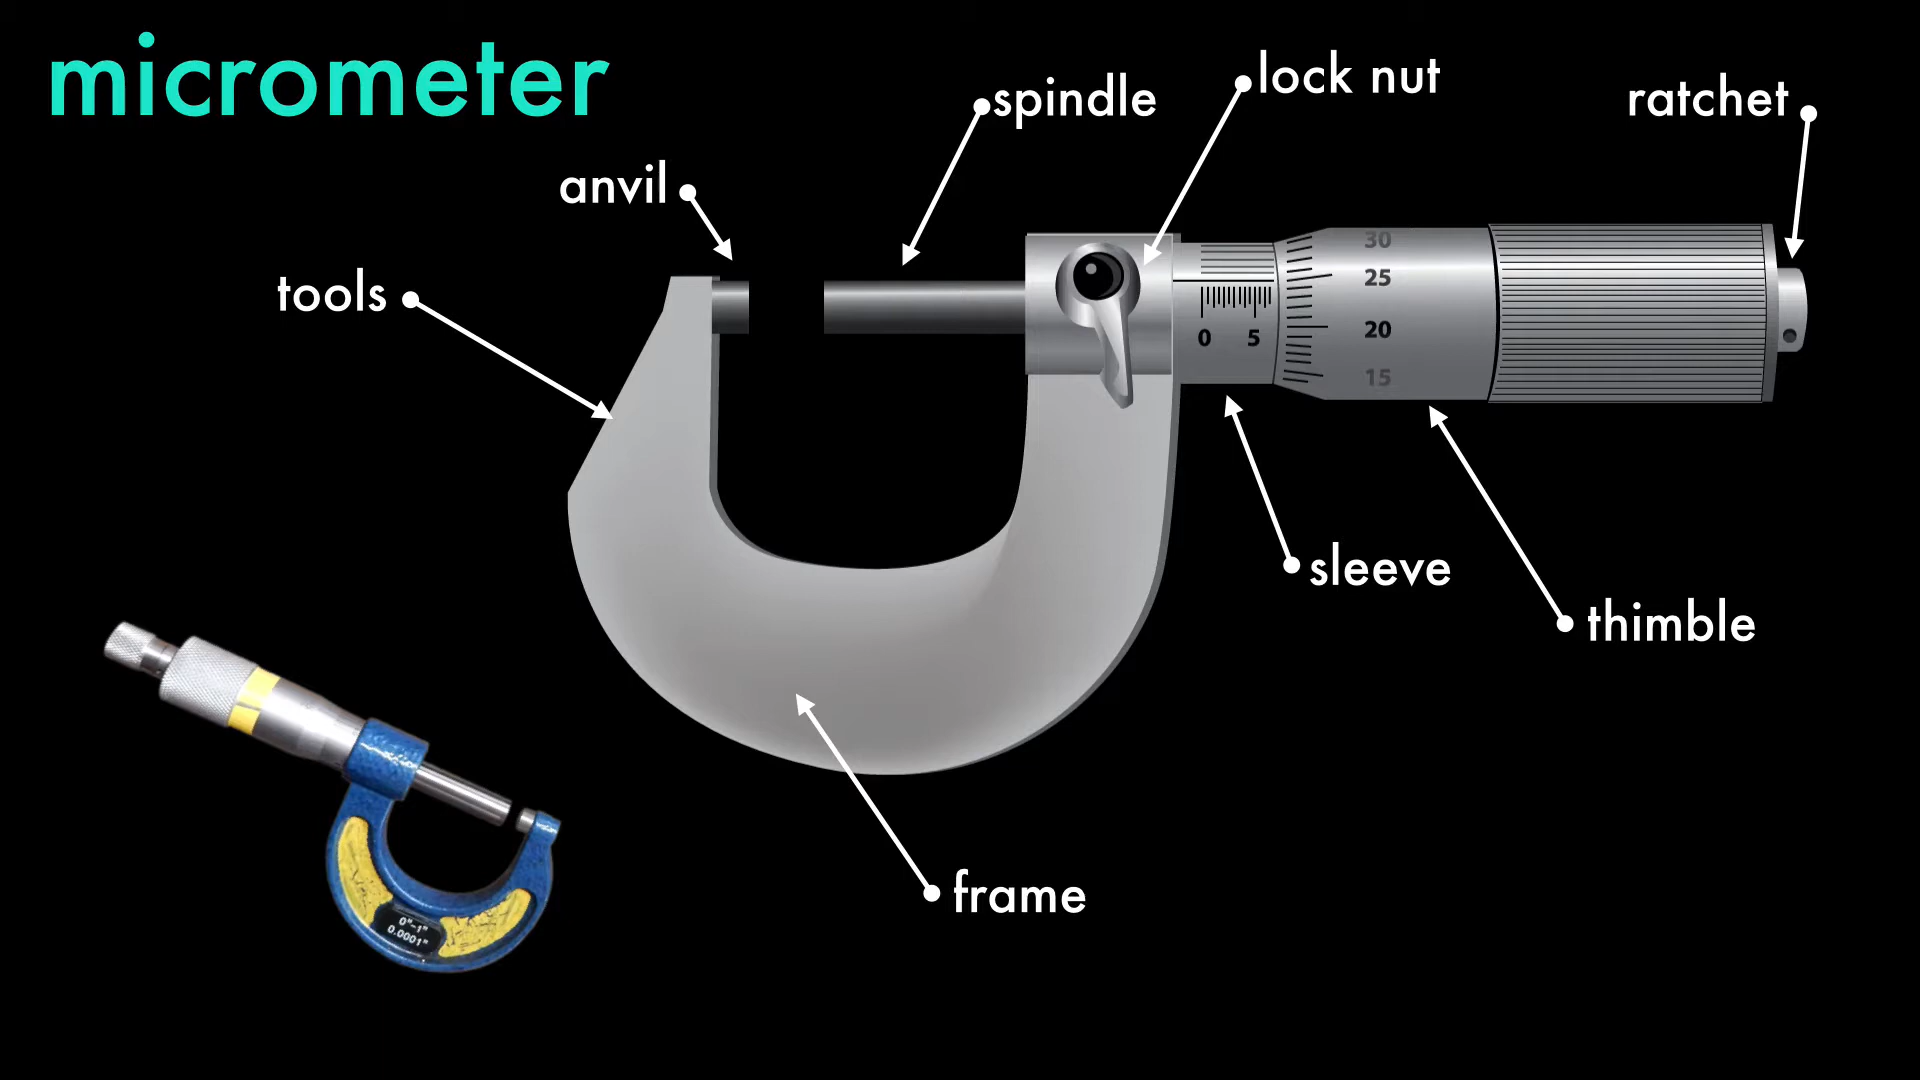 micrometer
spindle
lock nut
ratchet
anvil
tools
30
25
20
15
0 5
sleeve
thimble
frame
0"-1"
0.0001"